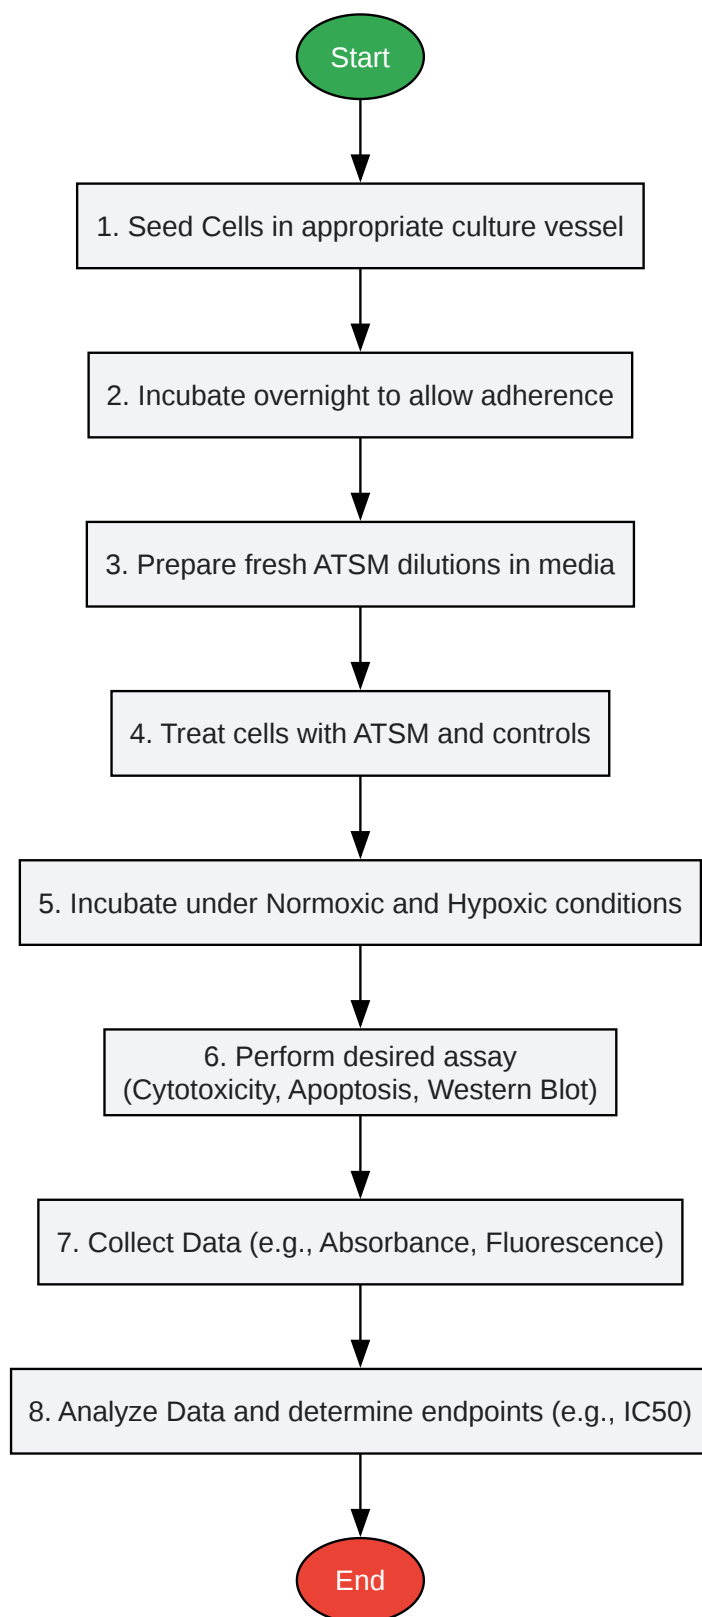 Start
1. Seed Cells in appropriate culture vessel
2. Incubate overnight to allow adherence
3. Prepare fresh ATSM dilutions in media
4. Treat cells with ATSM and controls
5. Incubate under Normoxic and Hypoxic conditions
6. Perform desired assay
(Cytotoxicity, Apoptosis, Western Blot)
7. Collect Data (e.g., Absorbance, Fluorescence)
8. Analyze Data and determine endpoints (e.g., IC50)
End